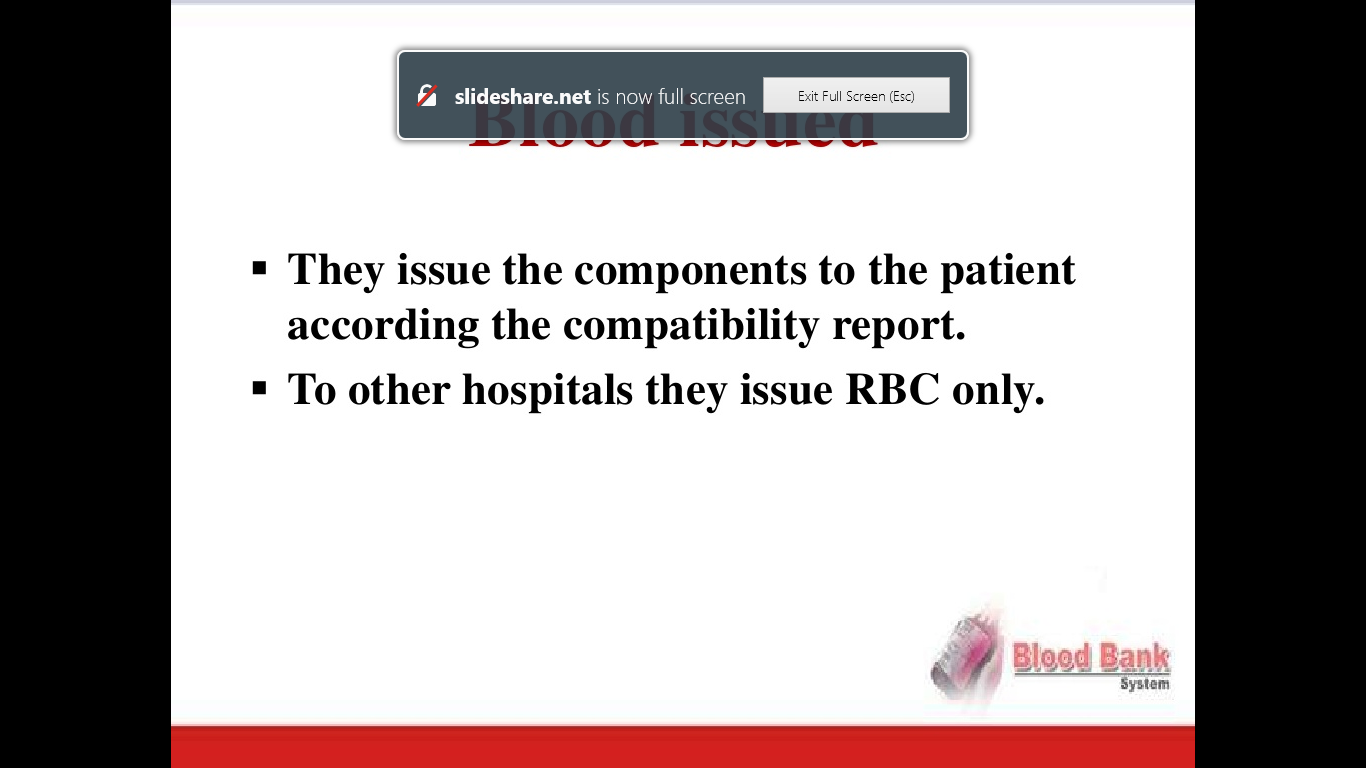 slideshare.net is now full screen
Exit Full Screen (Esc)
Blood issued
▪ They issue the components to the patient
according the compatibility report.
▪ To other hospitals they issue RBC only.
Blood Bank
System